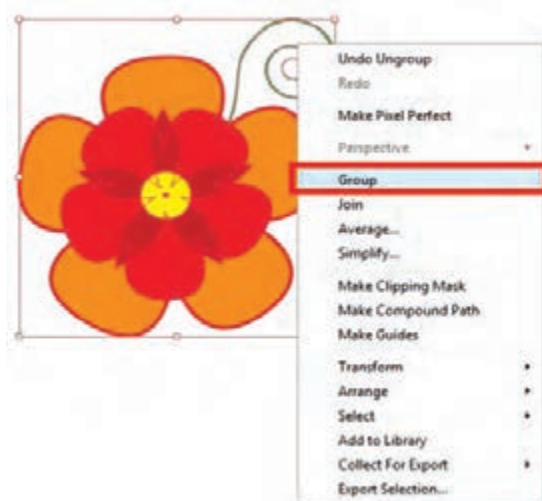 Undo Ungroup
Redo
Make Pixel Perfect
Perspective
Group
Join
Average...
Simplify...
Make Clipping Mask
Make Compound Path
Make Guides
Transform
Arrange
Select
Add to Library
Collect For Export
Export Selection...